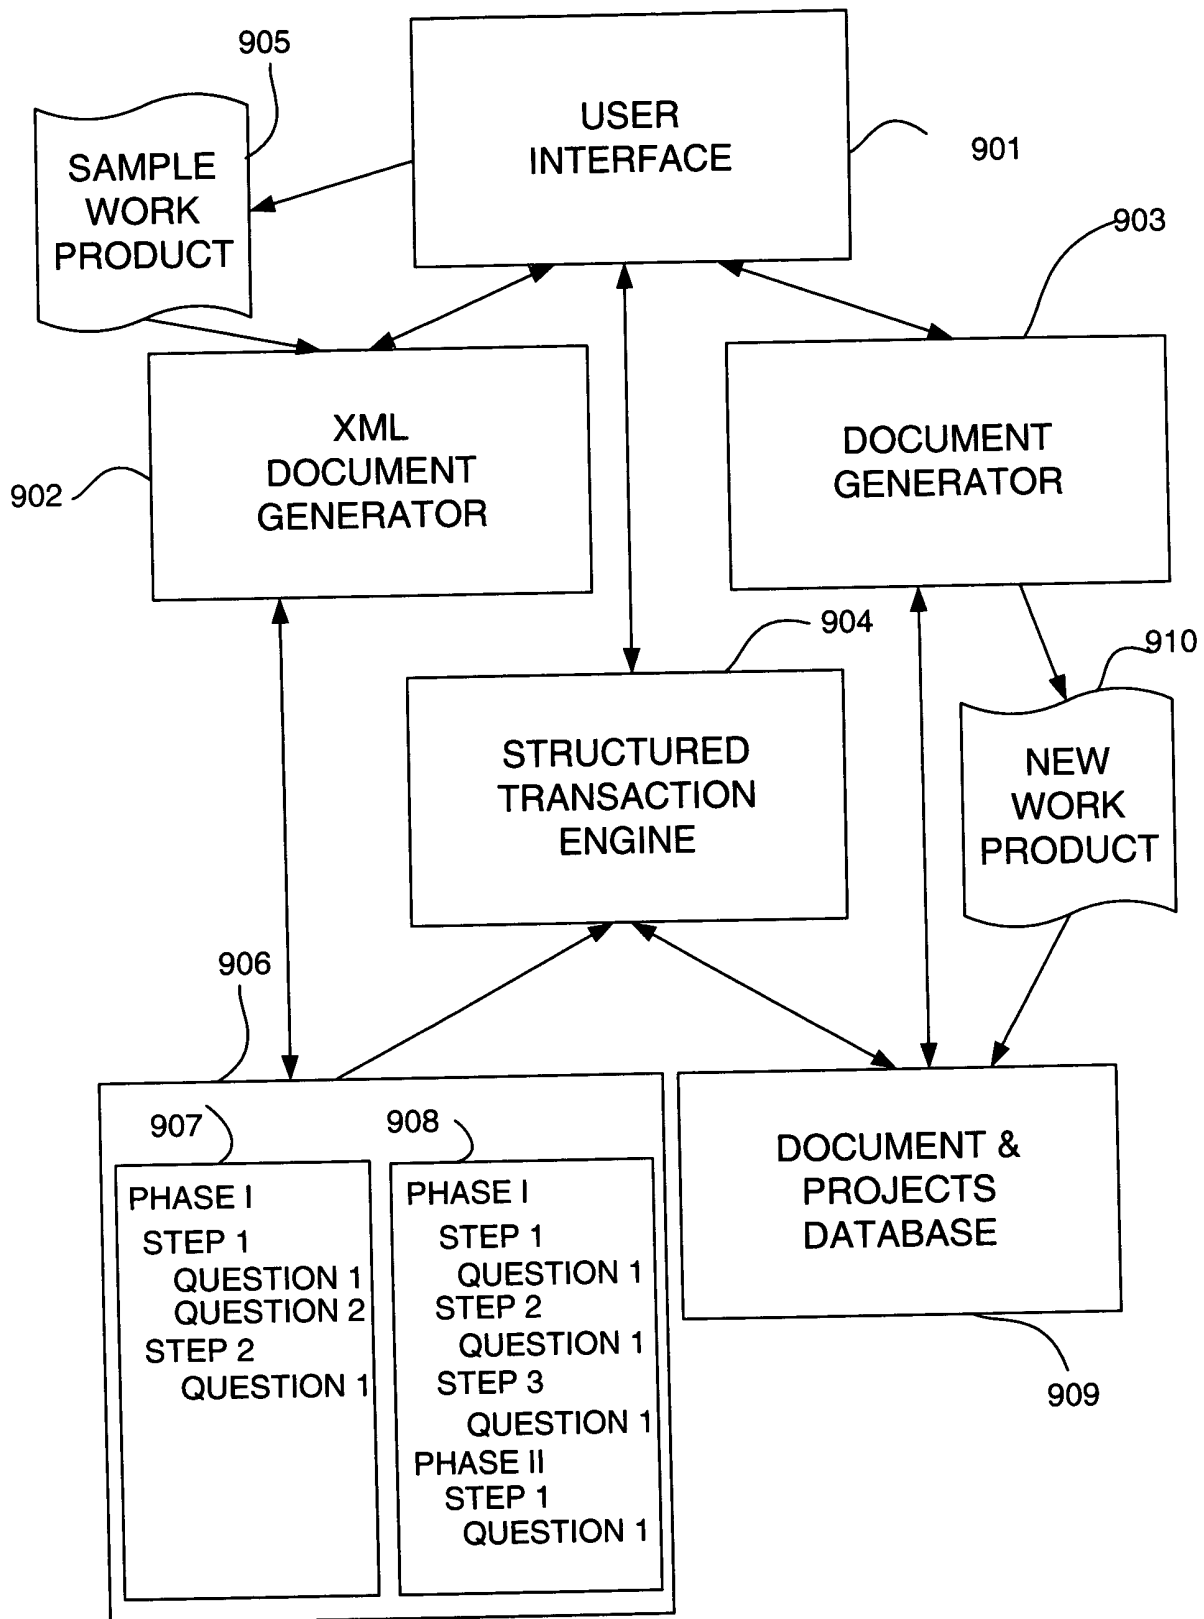 905
USER
INTERFACE
901
SAMPLE
WORK
PRODUCT
903
XML
DOCUMENT
GENERATOR
902
DOCUMENT
GENERATOR
904
910
STRUCTURED
TRANSACTION
ENGINE
NEW
WORK
PRODUCT
906
907
PHASE I
STEP 1
QUESTION 1
QUESTION 2
STEP 2
QUESTION 1
908
PHASE I
STEP 1
QUESTION 1
STEP 2
QUESTION 1
STEP 3
QUESTION 1
PHASE II
STEP 1
QUESTION 1
DOCUMENT &
PROJECTS
DATABASE
909